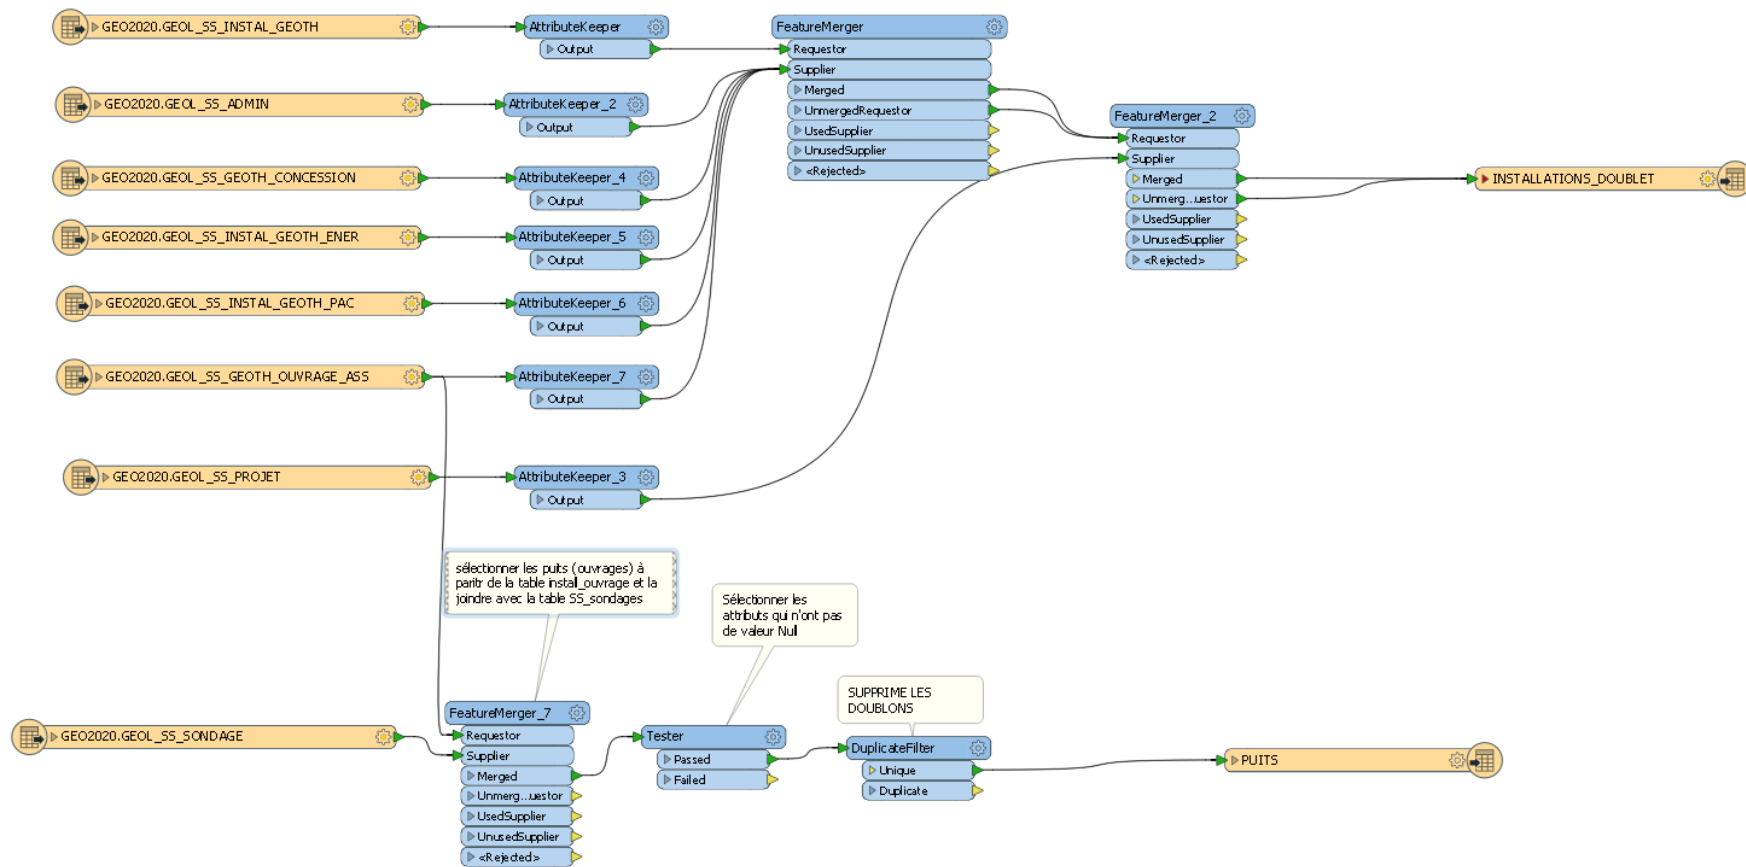 GEO2020.GEOL_SS_INSTAL_GEOTH
AttributeKeeper
Output
FeatureMerger
Requestor
Supplier
Merged
UnmergedRequestor
UsedSupplier
UnusedSupplier
<Rejected>
GEO2020.GEOL_SS_ADMIN
AttributeKeeper_2
Output
FeatureMerger_2
Requestor
Supplier
Merged
Unmerg...uestor
UsedSupplier
UnusedSupplier
<Rejected>
INSTALLATIONS_DOUBLET
GEO2020.GEOL_SS_GEOTH_CONCESSION
AttributeKeeper_4
Output
GEO2020.GEOL_SS_INSTAL_GEOTH_ENER
AttributeKeeper_5
Output
GEO2020.GEOL_SS_INSTAL_GEOTH_PAC
AttributeKeeper_6
Output
GEO2020.GEOL_SS_GEOTH_OUVRAGE_ASS
AttributeKeeper_7
Output
GEO2020.GEOL_SS_PROJET
AttributeKeeper_3
Output
sélectionner les puits (ouvrages) à
paritr de la table install_ouvrage et la
joindre avec la table SS_sondages
Sélectionner les
attributs qui n'ont pas
de valeur Null
SUPPRIME LES
DOUBLONS
GEO2020.GEOL_SS_SONDAGE
FeatureMerger_7
Requestor
Supplier
Merged
Unmerg...uestor
UsedSupplier
UnusedSupplier
<Rejected>
Tester
Passed
Failed
DuplicateFilter
Unique
Duplicate
PUITS